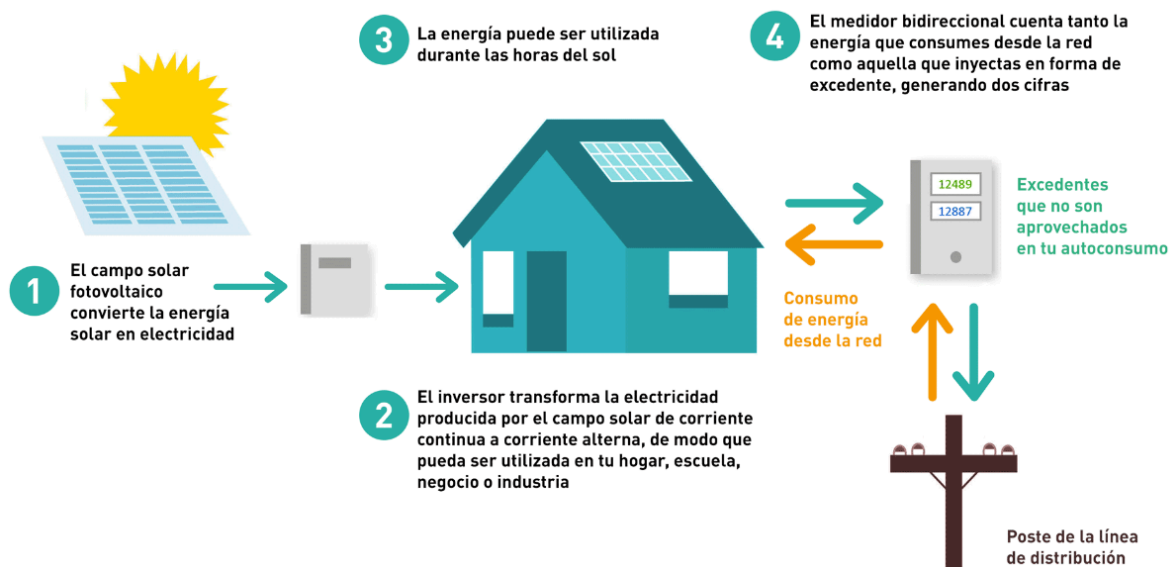 1
El campo solar
fotovoltaico
convierte la energía
solar en electricidad
2
El inversor transforma la electricidad
producida por el campo solar de corriente
continua a corriente alterna, de modo que
pueda ser utilizada en tu hogar, escuela,
negocio o industria
3
La energía puede ser utilizada
durante las horas del sol
4
El medidor bidireccional cuenta tanto la
energía que consumes desde la red
como aquella que inyectas en forma de
excedente, generando dos cifras
12489
12887
Excedentes
que no son
aprovechados
en tu autoconsumo
Consumo
de energía
desde la red
Poste de la línea
de distribución